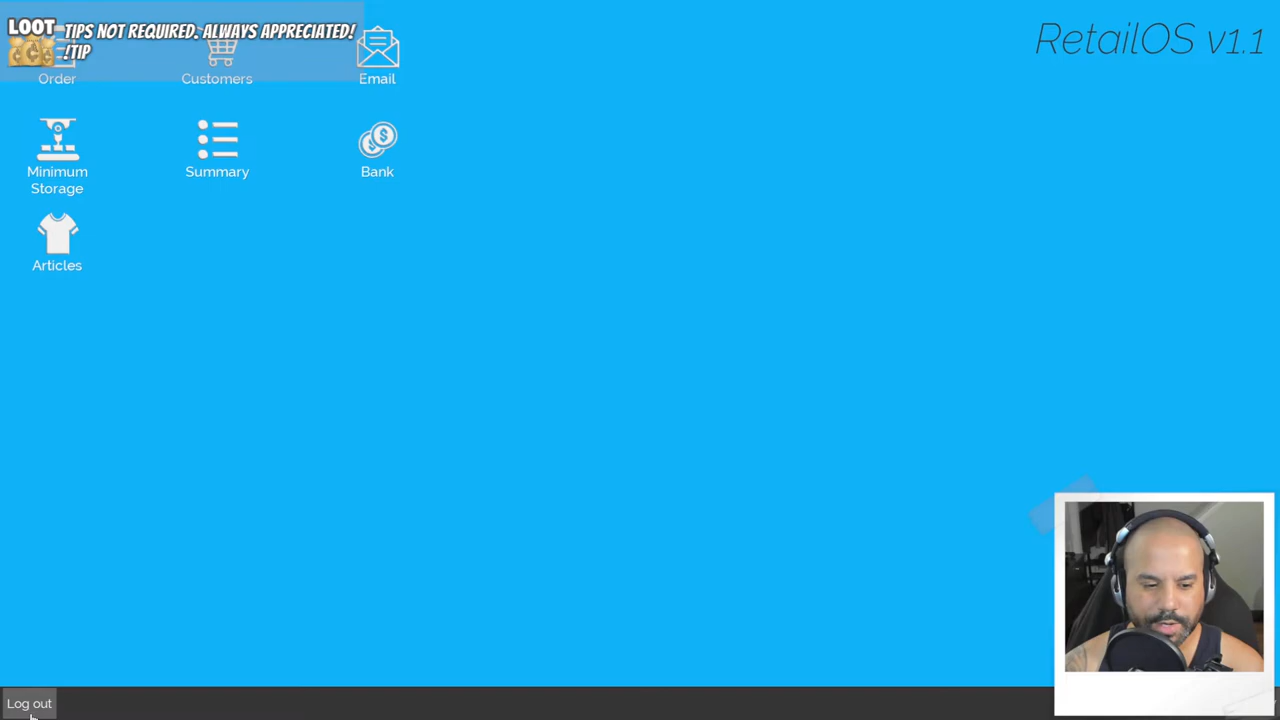 LOOT
TIPS NOT REQUIRED. ALWAYS APPRECIATED!
!TIP
RetailOS v1.1
Order
Customers
Email
Minimum
Storage
Summary
Bank
Articles
Log out